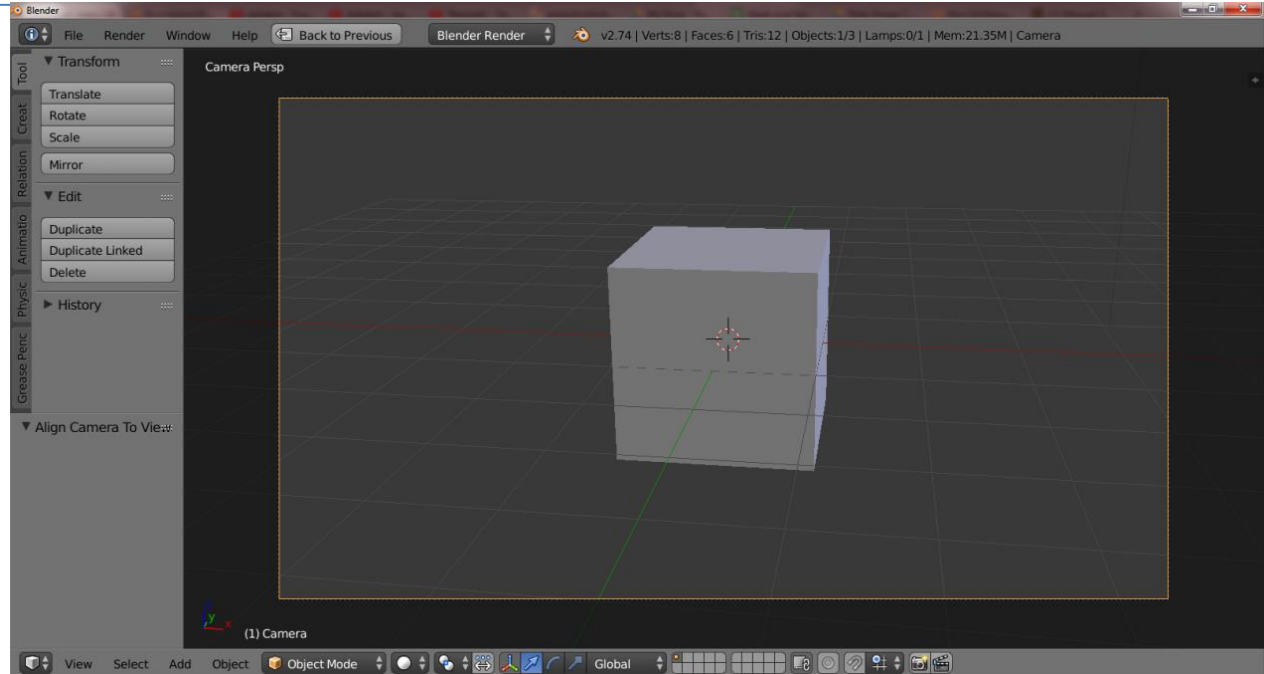 Blender
File Render Window Help Back to Previous Blender Render v2.74 | Verts:8 | Faces:6 | Tris:12 | Objects:1/3 | Lamps:0/1 | Mem:21.35M | Camera
Tool
Creat
Relation
Animatio
Physic
Grease Penc
Transform
Translate
Rotate
Scale
Mirror
Edit
Duplicate
Duplicate Linked
Delete
History
Align Camera To View
Camera Persp
y x
(1) Camera
View Select Add Object Object Mode Global